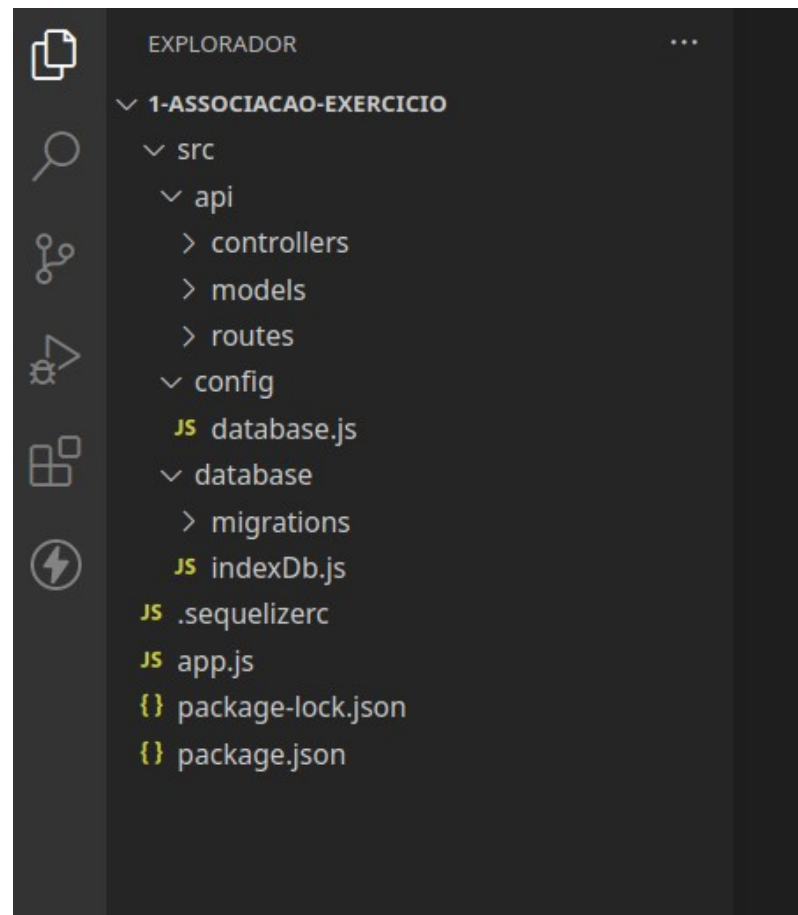 EXPLORADOR ...
1-ASSOCIACAO-EXERCICIO
src
api
controllers
models
routes
config
JS database.js
database
migrations
JS indexDb.js
JS .sequelizerc
JS app.js
{} package-lock.json
{} package.json